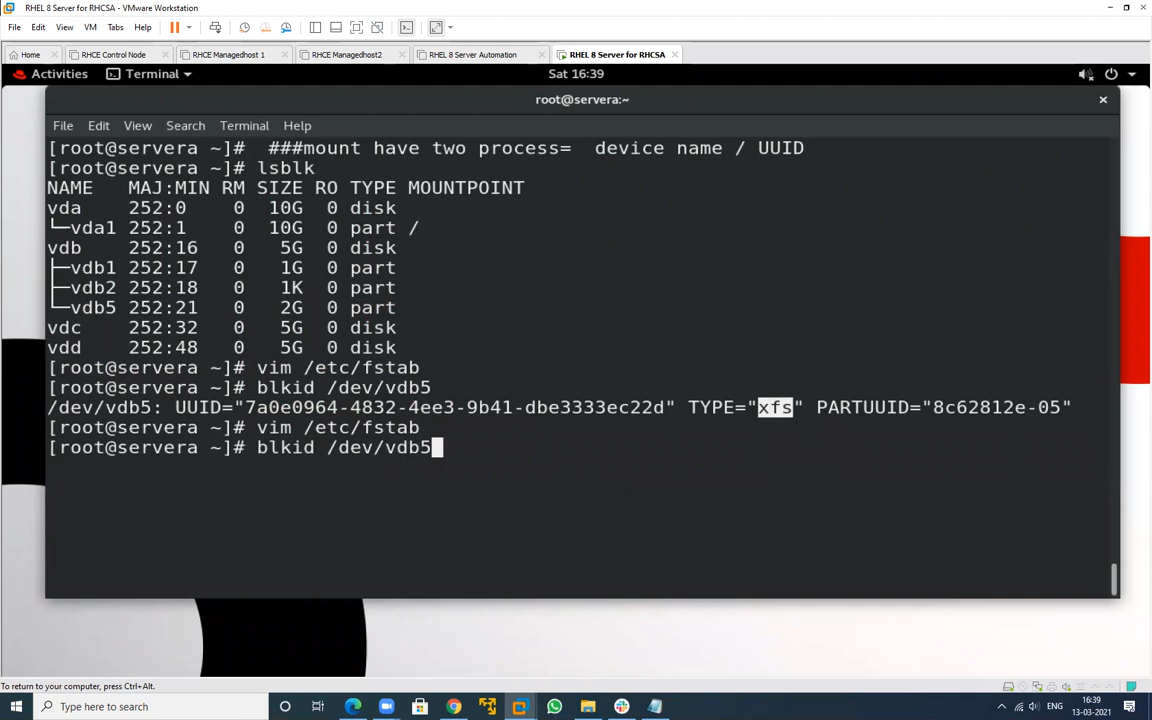 RHEL 8 Server for RHCSA - VMware Workstation
File Edit View VM Tabs Help
Home RHCE Control Node RHCE Managedhost 1 RHCE Managedhost2 RHEL 8 Server Automation RHEL 8 Server for RHCSA
Activities Terminal Sat 16:39
root@servera:~
File Edit View Search Terminal Help
[root@servera ~]#  ###mount have two process=  device name / UUID
[root@servera ~]# lsblk
NAME   MAJ:MIN RM SIZE RO TYPE MOUNTPOINT
vda    252:0    0  10G  0 disk
└─vda1 252:1    0  10G  0 part /
vdb    252:16   0   5G  0 disk
├─vdb1 252:17   0   1G  0 part
├─vdb2 252:18   0   1K  0 part
└─vdb5 252:21   0   2G  0 part
vdc    252:32   0   5G  0 disk
vdd    252:48   0   5G  0 disk
[root@servera ~]# vim /etc/fstab
[root@servera ~]# blkid /dev/vdb5
/dev/vdb5: UUID="7a0e0964-4832-4ee3-9b41-dbe3333ec22d" TYPE="xfs" PARTUUID="8c62812e-05"
[root@servera ~]# vim /etc/fstab
[root@servera ~]# blkid /dev/vdb5
To return to your computer, press Ctrl+Alt.
Type here to search
ENG
16:39
13-03-2021